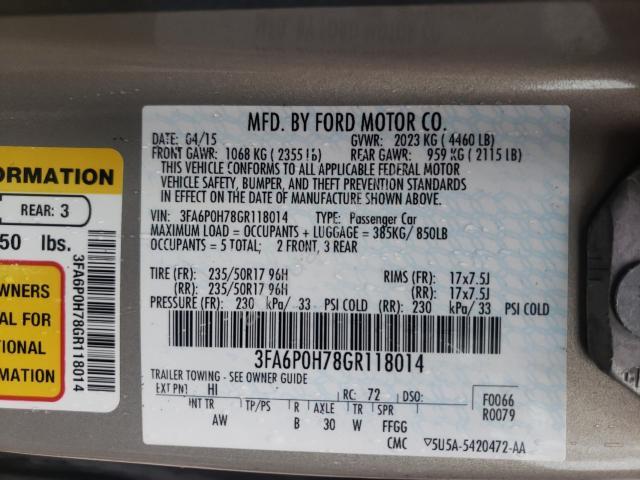 MFD. BY FORD MOTOR CO.
DATE: 04/15 GVWR: 2023 KG ( 4460 LB)
FRONT GAWR: 1068 KG ( 2355 lb) REAR GAWR: 959 KG ( 2115 LB)
THIS VEHICLE CONFORMS TO ALL APPLICABLE FEDERAL MOTOR
VEHICLE SAFETY, BUMPER, AND THEFT PREVENTION STANDARDS
IN EFFECT ON THE DATE OF MANUFACTURE SHOWN ABOVE.
VIN: 3FA6P0H78GR118014 TYPE: Passenger Car
MAXIMUM LOAD = OCCUPANTS + LUGGAGE = 385KG/ 850LB
OCCUPANTS = 5 TOTAL; 2 FRONT, 3 REAR
TIRE (FR): 235/50R17 96H RIMS (FR): 17x7.5J
(RR): 235/50R17 96H (RR): 17x7.5J
PRESSURE (FR): 230 kPa/ 33 PSI COLD (RR): 230 kPa/ 33 PSI COLD
3FA6P0H78GR118014
TRAILER TOWING - SEE OWNER GUIDE
EXT PNT: HI RC: 72 DSO: F0066
INT TR TP/PS R AXLE TR SPR R0079
AW B 30 W FFGG
CMC ▽5U5A-5420472-AA
ORMATION
REAR: 3
50 lbs.
OWNERS
AL FOR
TIONAL
MATION
3FA6P0H78GR118014